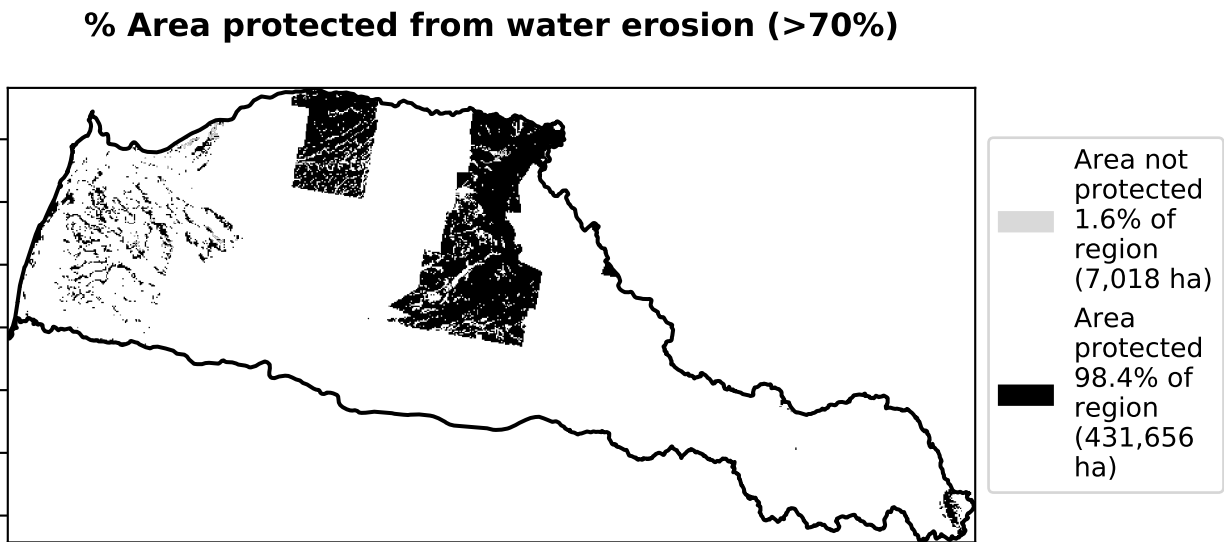 % Area protected from water erosion (>70%)
Area not
protected
1.6% of
region
(7,018 ha)
Area
protected
98.4% of
region
(431,656
ha)